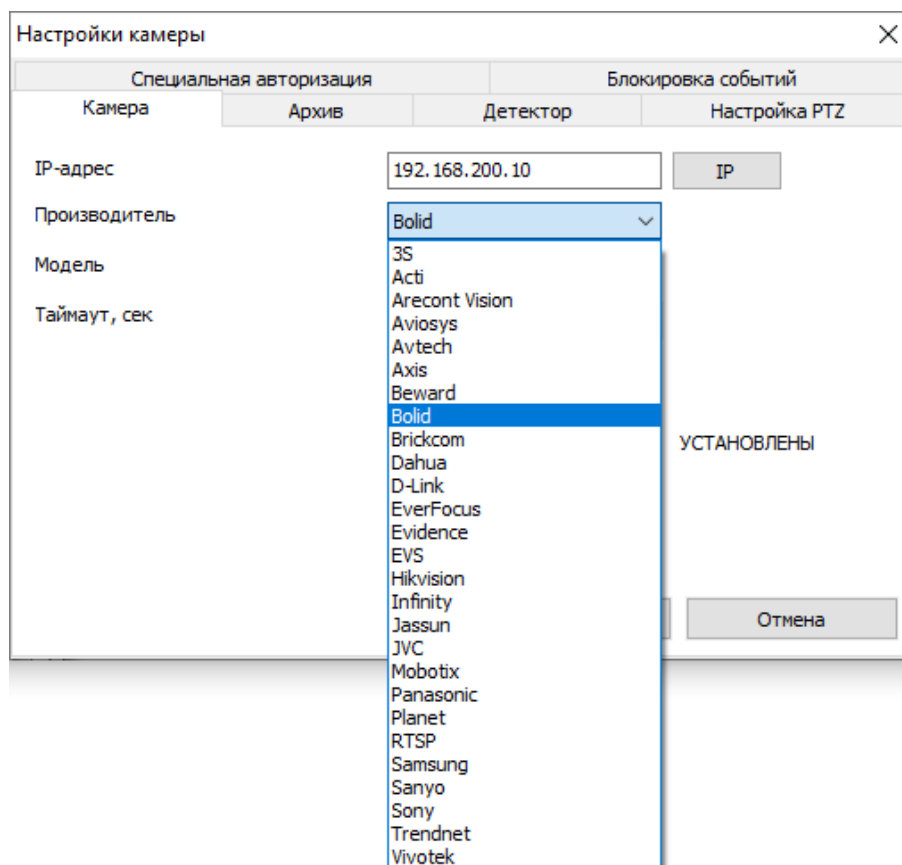 Настройки камеры
Специальная авторизация Блокировка событий
Камера Архив Детектор Настройка PTZ
IP-адрес 192.168.200.10 IP
Производитель Bolid
Модель
Таймаут, сек
3S
Acti
Arecont Vision
Aviosys
Avtech
Axis
Beward
Bolid
Brickcom
УСТАНОВЛЕНЫ
Dahua
D-Link
EverFocus
Evidence
EVS
Hikvision
Infinity
Jassun
Отмена
JVC
Mobotix
Panasonic
Planet
RTSP
Samsung
Sanyo
Sony
Trendnet
Vivotek